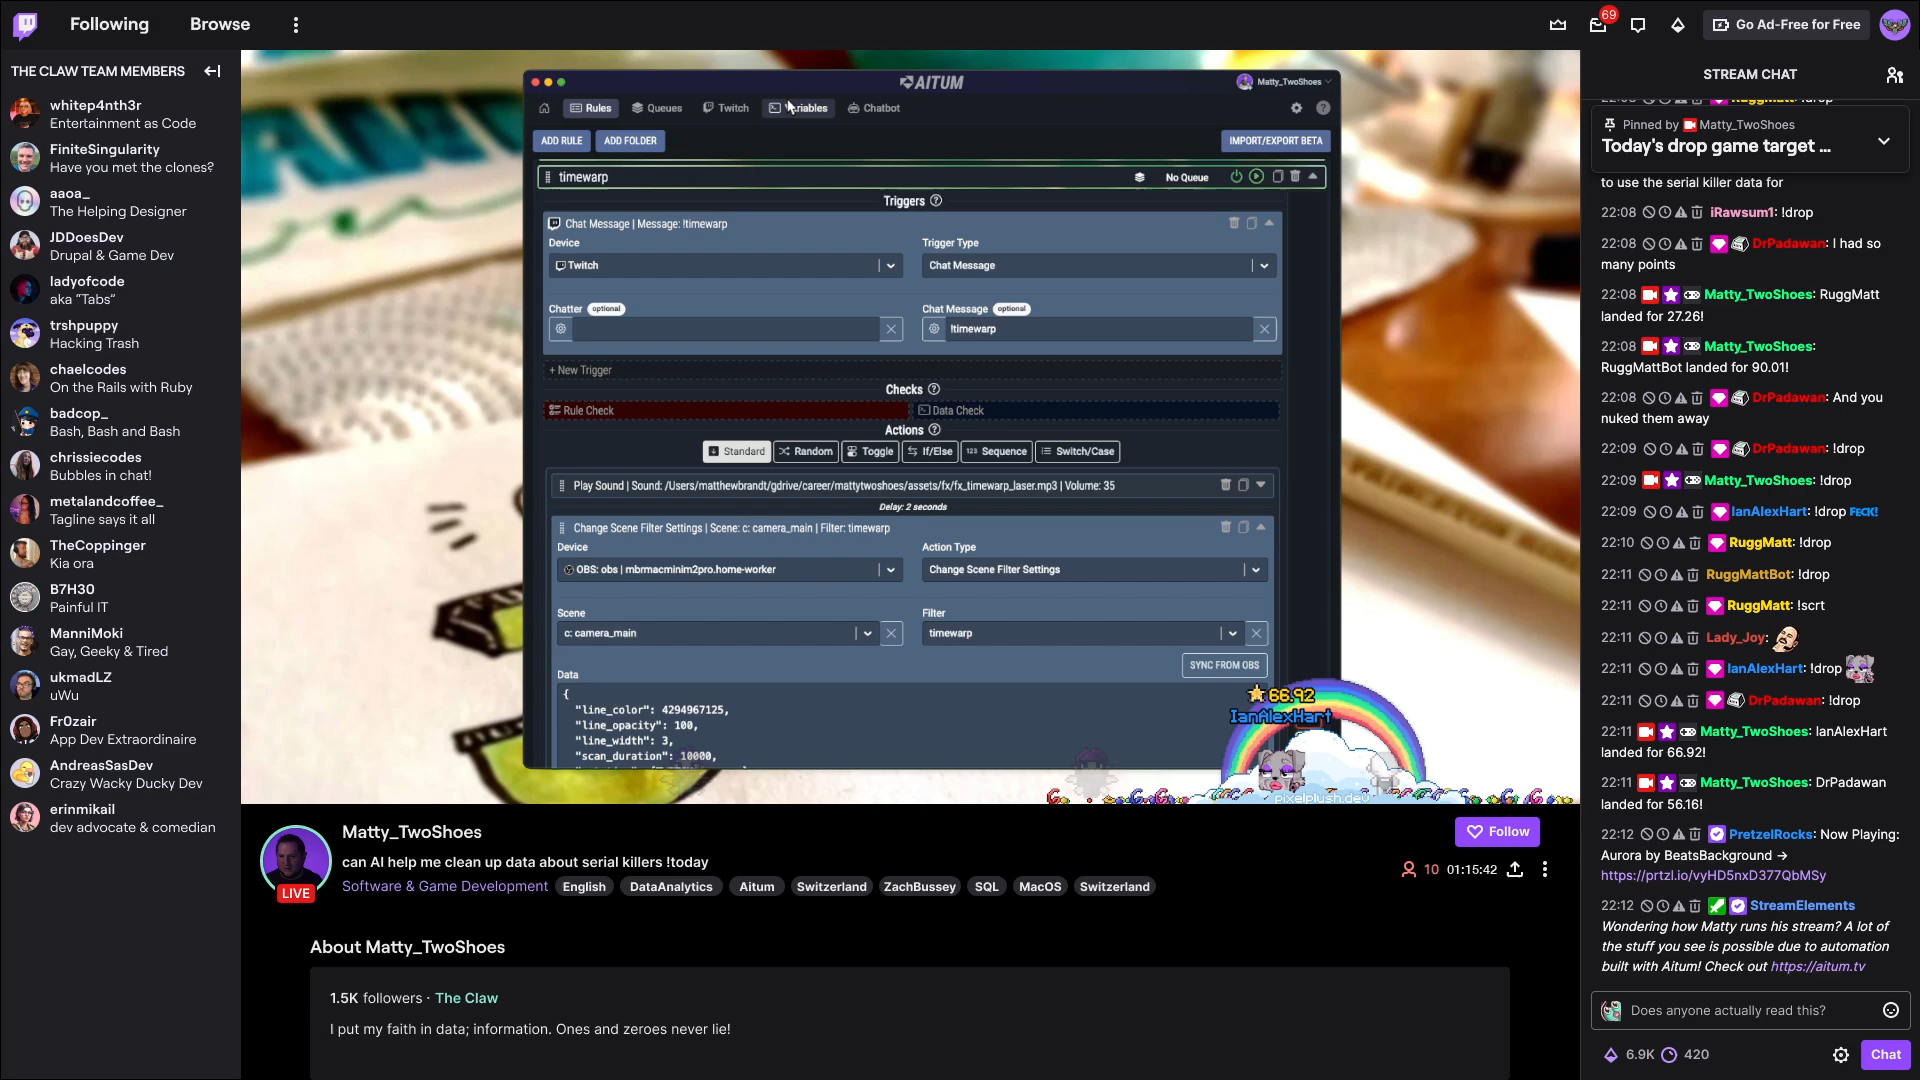 Following
Browse
69
Go Ad-Free for Free
THE CLAW TEAM MEMBERS
whitep4nth3r
Entertainment as Code
FiniteSingularity
Have you met the clones?
aaoa_
The Helping Designer
JDDoesDev
Drupal & Game Dev
ladyofcode
aka “Tabs”
trshpuppy
Hacking Trash
chaelcodes
On the Rails with Ruby
badcop_
Bash, Bash and Bash
chrissiecodes
Bubbles in chat!
metalandcoffee_
Tagline says it all
TheCoppinger
Kia ora
B7H30
Painful IT
ManniMoki
Gay, Geeky & Tired
ukmadLZ
uWu
Fr0zair
App Dev Extraordinaire
AndreasSasDev
Crazy Wacky Ducky Dev
erinmikail
dev advocate & comedian
AITUM
Matty_TwoShoes
Rules
Queues
Twitch
Variables
Chatbot
ADD RULE
ADD FOLDER
IMPORT/EXPORT BETA
timewarp
No Queue
Triggers
Chat Message | Message: !timewarp
Device
Trigger Type
Twitch
Chat Message
Chatter optional
Chat Message optional
!timewarp
+ New Trigger
Checks
Rule Check
Data Check
Actions
Standard
Random
Toggle
If/Else
123 Sequence
Switch/Case
Play Sound | Sound: /Users/matthewbrandt/gdrive/career/mattytwoshoes/assets/fx/fx_timewarp_laser.mp3 | Volume: 35
Delay: 2 seconds
Change Scene Filter Settings | Scene: c: camera_main | Filter: timewarp
Device
Action Type
OBS: obs | mbrmacminim2pro.home-worker
Change Scene Filter Settings
Scene
Filter
c: camera_main
timewarp
SYNC FROM OBS
Data
{
"line_color": 4294967125,
"line_opacity": 100,
"line_width": 3,
"scan_duration": 10000,
66.92
IanAlexHart
pixelplush.dev
LIVE
Matty_TwoShoes
Follow
can AI help me clean up data about serial killers !today
10 01:15:42
Software & Game Development
English
DataAnalytics
Aitum
Switzerland
ZachBussey
SQL
MacOS
Switzerland
About Matty_TwoShoes
1.5K followers · The Claw
I put my faith in data; information. Ones and zeroes never lie!
STREAM CHAT
22:08 RuggMatt: !drop
Pinned by Matty_TwoShoes
Today's drop game target ...
to use the serial killer data for
22:08 iRawsum1: !drop
22:08 DrPadawan: I had so
many points
22:08 Matty_TwoShoes: RuggMatt
landed for 27.26!
22:08 Matty_TwoShoes:
RuggMattBot landed for 90.01!
22:08 DrPadawan: And you
nuked them away
22:09 DrPadawan: !drop
22:09 Matty_TwoShoes: !drop
22:09 IanAlexHart: !drop FECK!
22:10 RuggMatt: !drop
22:11 RuggMattBot: !drop
22:11 RuggMatt: !scrt
22:11 Lady_Joy:
22:11 IanAlexHart: !drop
22:11 DrPadawan: !drop
22:11 Matty_TwoShoes: IanAlexHart
landed for 66.92!
22:11 Matty_TwoShoes: DrPadawan
landed for 56.16!
22:12 PretzelRocks: Now Playing:
Aurora by BeatsBackground →
https://prtzl.io/vyHD5nxD377QbMSy
22:12 StreamElements
Wondering how Matty runs his stream? A lot of
the stuff you see is possible due to automation
built with Aitum! Check out https://aitum.tv
Does anyone actually read this?
6.9K
420
Chat